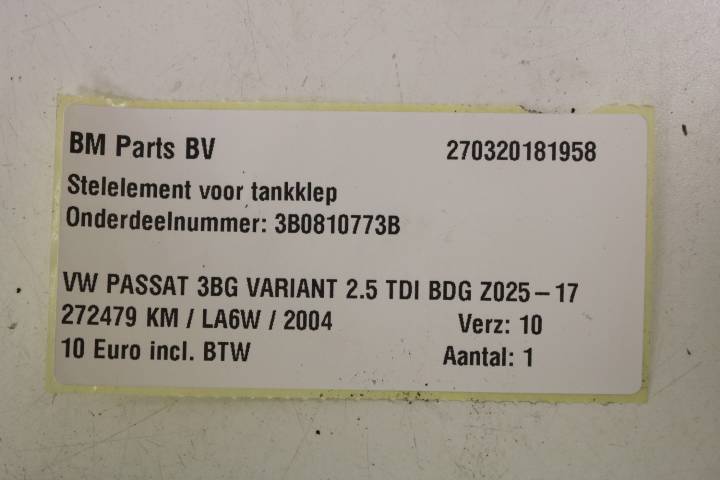 BM Parts BV 270320181958
Stelelement voor tankklep
Onderdeelnummer: 3B0810773B
VW PASSAT 3BG VARIANT 2.5 TDI BDG Z025-17
272479 KM / LA6W / 2004 Verz: 10
10 Euro incl. BTW Aantal: 1